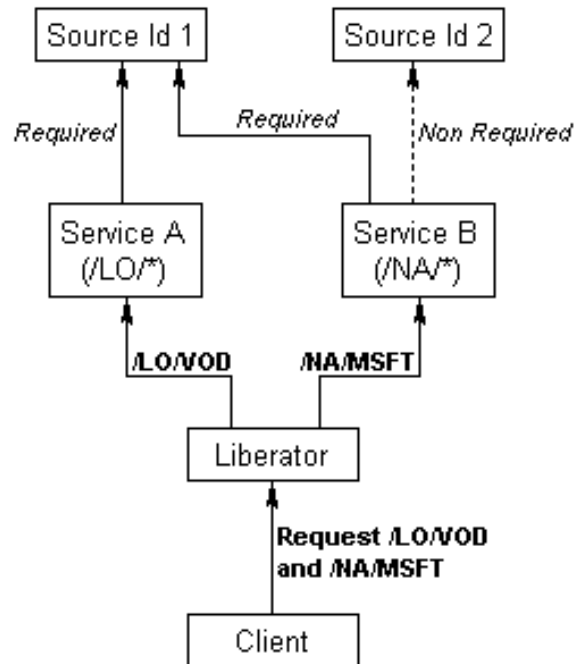 Source Id 1
Source Id 2
Required
Required
Non Required
Service A
(/LO/*)
Service B
(/NA/*)
/LO/VOD
/NA/MSFT
Liberator
Request /LO/VOD
and /NA/MSFT
Client